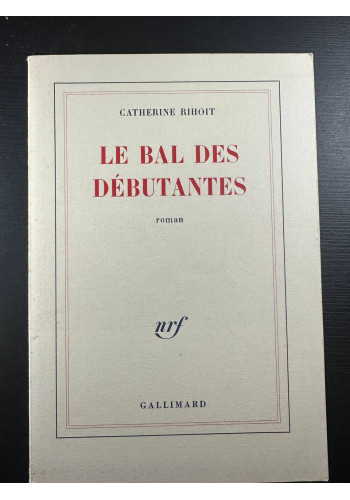 CATHERINE RIHOIT
LE BAL DES
DÉBUTANTES
roman
nrf
GALLIMARD